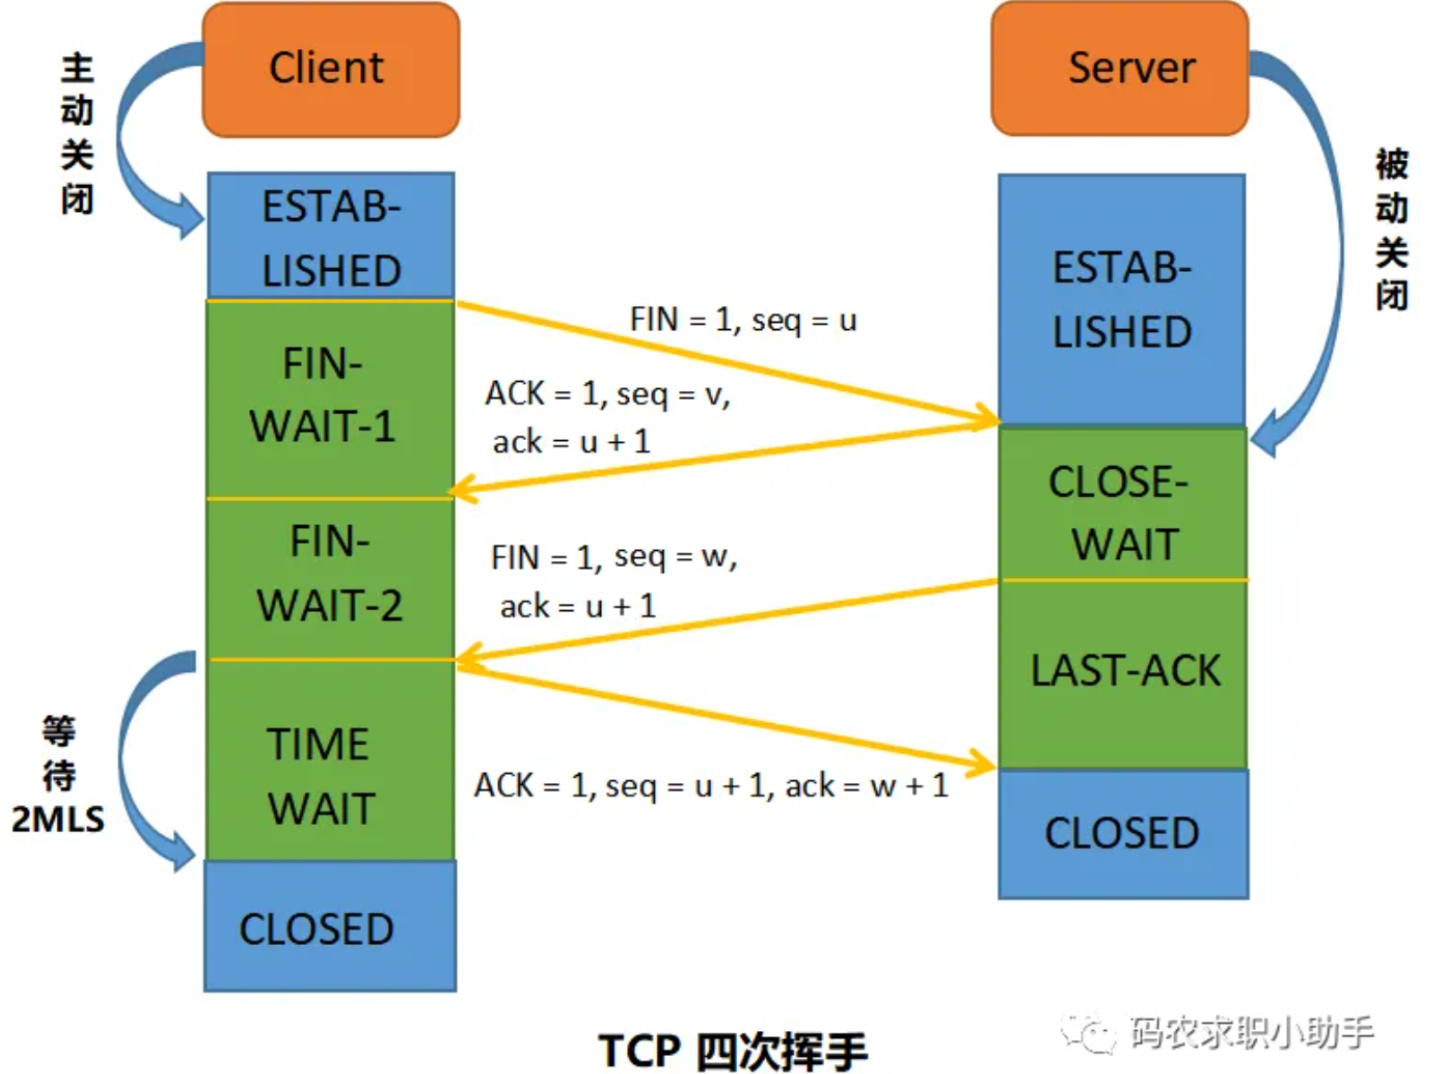 Client
Server
主动关闭
被动关闭
ESTAB-
LISHED
ESTAB-
LISHED
FIN = 1, seq = u
FIN-
WAIT-1
ACK = 1, seq = v,
ack = u + 1
CLOSE-
WAIT
FIN-
WAIT-2
FIN = 1, seq = w,
ack = u + 1
LAST-ACK
等
待
2MLS
TIME
WAIT
ACK = 1, seq = u + 1, ack = w + 1
CLOSED
CLOSED
TCP 四次挥手
码农求职小助手